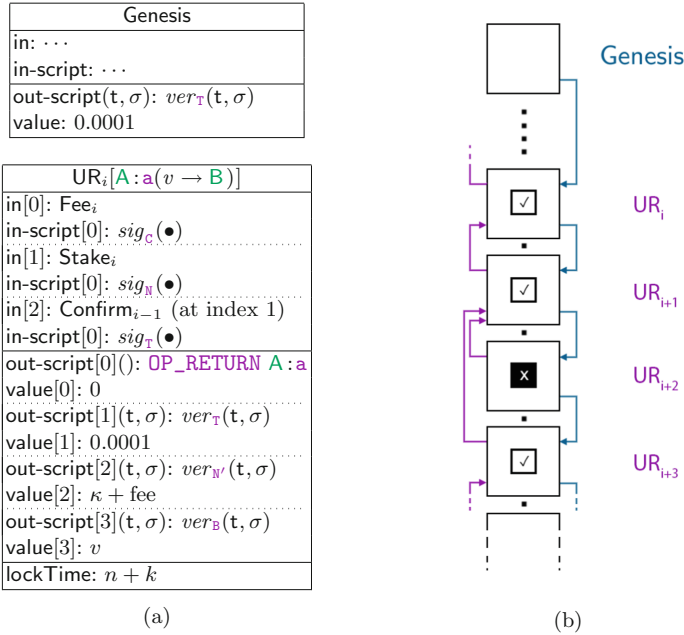 Genesis
in: ···
in-script: ···
out-script(t, σ): ver_T(t, σ)
value: 0.0001
UR_i[A : a(v → B)]
in[0]: Fee_i
in-script[0]: sig_C(•)
in[1]: Stake_i
in-script[0]: sig_N(•)
in[2]: Confirm_{i−1} (at index 1)
in-script[0]: sig_T(•)
out-script[0](): OP_RETURN A : a
value[0]: 0
out-script[1](t, σ): ver_T(t, σ)
value[1]: 0.0001
out-script[2](t, σ): ver_{N′}(t, σ)
value[2]: κ + fee
out-script[3](t, σ): ver_B(t, σ)
value[3]: v
lockTime: n + k
(a)
Genesis
✓
UR_i
✓
UR_{i+1}
X
UR_{i+2}
✓
UR_{i+3}
(b)